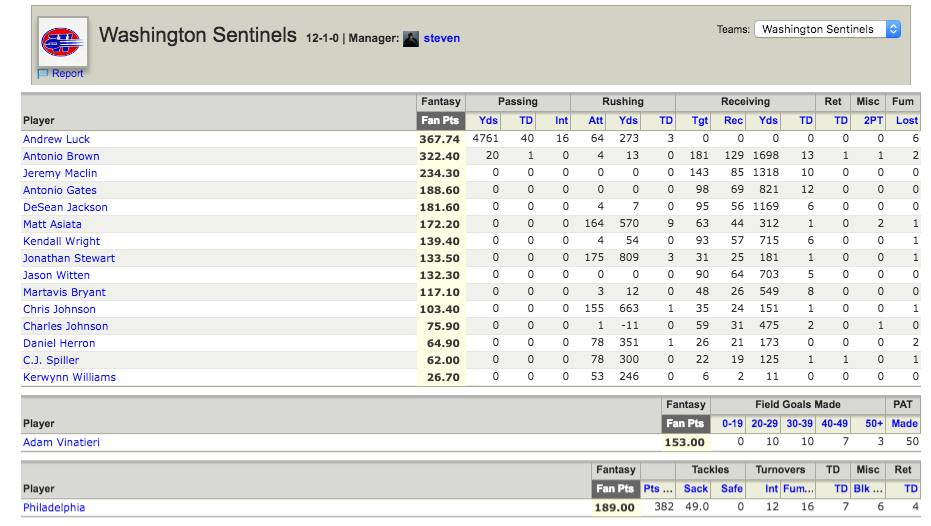 Washington Sentinels 12-1-0 | Manager: steven Teams: Washington Sentinels
Report
Fantasy Passing Rushing Receiving Ret Misc Fum
Player Fan Pts Yds TD Int Att Yds TD Tgt Rec Yds TD TD 2PT Lost
Andrew Luck 367.74 4761 40 16 64 273 3 0 0 0 0 0 0 6
Antonio Brown 322.40 20 1 0 4 13 0 181 129 1698 13 1 1 2
Jeremy Maclin 234.30 0 0 0 0 0 0 143 85 1318 10 0 0 0
Antonio Gates 188.60 0 0 0 0 0 0 98 69 821 12 0 0 0
DeSean Jackson 181.60 0 0 0 4 7 0 95 56 1169 6 0 0 1
Matt Asiata 172.20 0 0 0 164 570 9 63 44 312 1 0 2 1
Kendall Wright 139.40 0 0 0 4 54 0 93 57 715 6 0 0 1
Jonathan Stewart 133.50 0 0 0 175 809 3 31 25 181 1 0 0 1
Jason Witten 132.30 0 0 0 0 0 0 90 64 703 5 0 0 0
Martavis Bryant 117.10 0 0 0 3 12 0 48 26 549 8 0 0 0
Chris Johnson 103.40 0 0 0 155 663 1 35 24 151 1 0 0 1
Charles Johnson 75.90 0 0 0 1 -11 0 59 31 475 2 0 1 0
Daniel Herron 64.90 0 0 0 78 351 1 26 21 173 0 0 0 2
C.J. Spiller 62.00 0 0 0 78 300 0 22 19 125 1 1 0 1
Kerwynn Williams 26.70 0 0 0 53 246 0 6 2 11 0 0 0 0
Fantasy Field Goals Made PAT
Player Fan Pts 0-19 20-29 30-39 40-49 50+ Made
Adam Vinatieri 153.00 0 10 10 7 3 50
Fantasy Tackles Turnovers TD Misc Ret
Player Fan Pts Pts ... Sack Safe Int Fum... TD Blk ... TD
Philadelphia 189.00 382 49.0 0 12 16 7 6 4